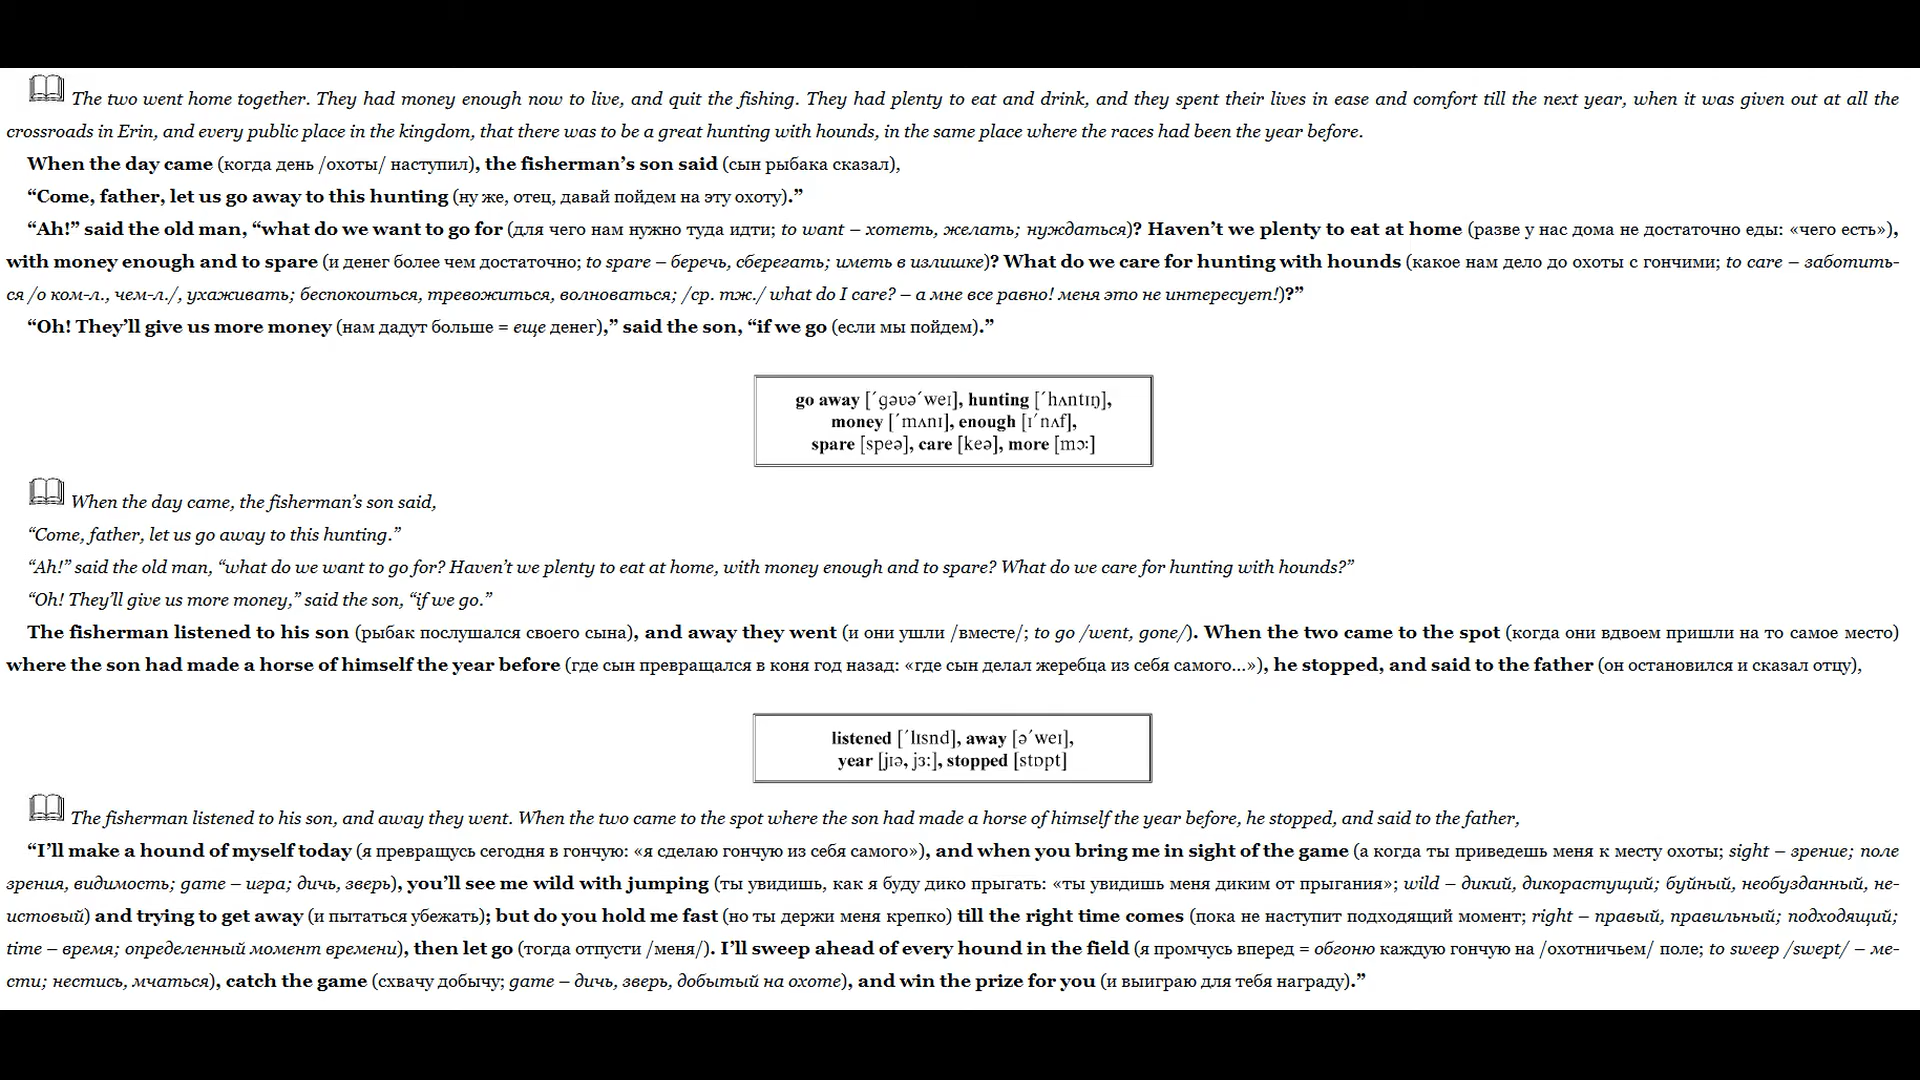 The two went home together. They had money enough now to live, and quit the fishing. They had plenty to eat and drink, and they spent their lives in ease and comfort till the next year, when it was given out at all the
crossroads in Erin, and every public place in the kingdom, that there was to be a great hunting with hounds, in the same place where the races had been the year before.
When the day came (когда день /охоты/ наступил), the fisherman’s son said (сын рыбака сказал),
“Come, father, let us go away to this hunting (ну же, отец, давай пойдем на эту охоту).”
“Ah!” said the old man, “what do we want to go for (для чего нам нужно туда идти; to want – хотеть, желать; нуждаться)? Haven’t we plenty to eat at home (разве у нас дома не достаточно еды: «чего есть»),
with money enough and to spare (и денег более чем достаточно; to spare – беречь, сберегать; иметь в излишке)? What do we care for hunting with hounds (какое нам дело до охоты с гончими; to care – заботить-
ся /о ком-л., чем-л./, ухаживать; беспокоиться, тревожиться, волноваться; /ср. тж./ what do I care? – а мне все равно! меня это не интересует!)?”
“Oh! They’ll give us more money (нам дадут больше = еще денег),” said the son, “if we go (если мы пойдем).”
go away [´ɡəʊə´weɪ], hunting [´hʌntɪŋ],
money [´mʌnɪ], enough [ɪ´nʌf],
spare [speə], care [keə], more [mɔ:]
When the day came, the fisherman’s son said,
“Come, father, let us go away to this hunting.”
“Ah!” said the old man, “what do we want to go for? Haven’t we plenty to eat at home, with money enough and to spare? What do we care for hunting with hounds?”
“Oh! They’ll give us more money,” said the son, “if we go.”
The fisherman listened to his son (рыбак послушался своего сына), and away they went (и они ушли /вместе/; to go /went, gone/). When the two came to the spot (когда они вдвоем пришли на то самое место)
where the son had made a horse of himself the year before (где сын превращался в коня год назад: «где сын делал жеребца из себя самого…»), he stopped, and said to the father (он остановился и сказал отцу),
listened [´lɪsnd], away [ə´weɪ],
year [jɪə, jɜ:], stopped [stɒpt]
The fisherman listened to his son, and away they went. When the two came to the spot where the son had made a horse of himself the year before, he stopped, and said to the father,
“I’ll make a hound of myself today (я превращусь сегодня в гончую: «я сделаю гончую из себя самого»), and when you bring me in sight of the game (а когда ты приведешь меня к месту охоты; sight – зрение; поле
зрения, видимость; game – игра; дичь, зверь), you’ll see me wild with jumping (ты увидишь, как я буду дико прыгать: «ты увидишь меня диким от прыгания»; wild – дикий, дикорастущий; буйный, необузданный, не-
истовый) and trying to get away (и пытаться убежать); but do you hold me fast (но ты держи меня крепко) till the right time comes (пока не наступит подходящий момент; right – правый, правильный; подходящий;
time – время; определенный момент времени), then let go (тогда отпусти /меня/). I’ll sweep ahead of every hound in the field (я промчусь вперед = обгоню каждую гончую на /охотничьем/ поле; to sweep /swept/ – ме-
сти; нестись, мчаться), catch the game (схвачу добычу; game – дичь, зверь, добытый на охоте), and win the prize for you (и выиграю для тебя награду).”